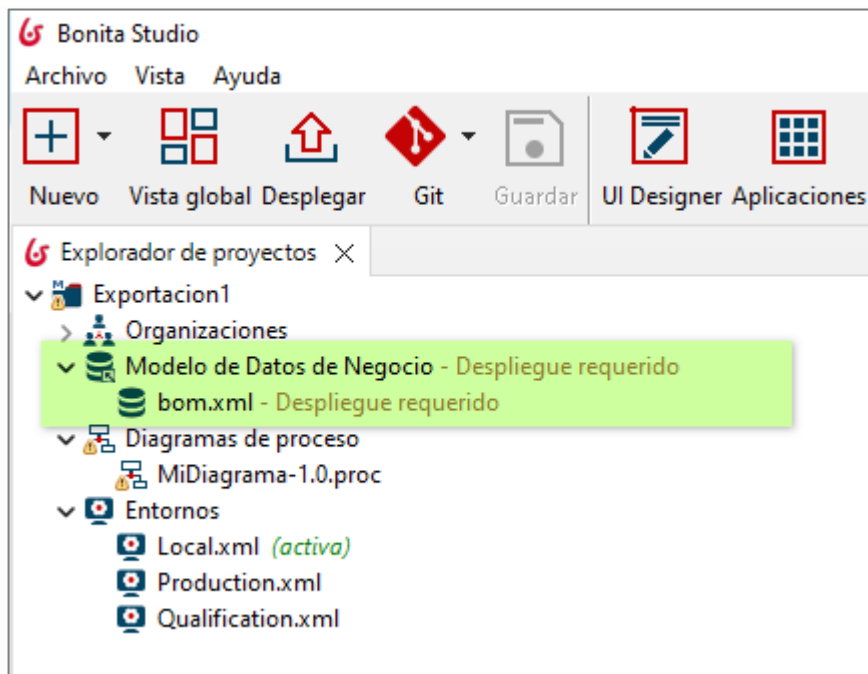 Bonita Studio
Archivo Vista Ayuda
Nuevo Vista global Desplegar Git Guardar UI Designer Aplicaciones
Explorador de proyectos
Exportacion1
Organizaciones
Modelo de Datos de Negocio - Despliegue requerido
bom.xml - Despliegue requerido
Diagramas de proceso
MiDiagrama-1.0.proc
Entornos
Local.xml (activa)
Production.xml
Qualification.xml